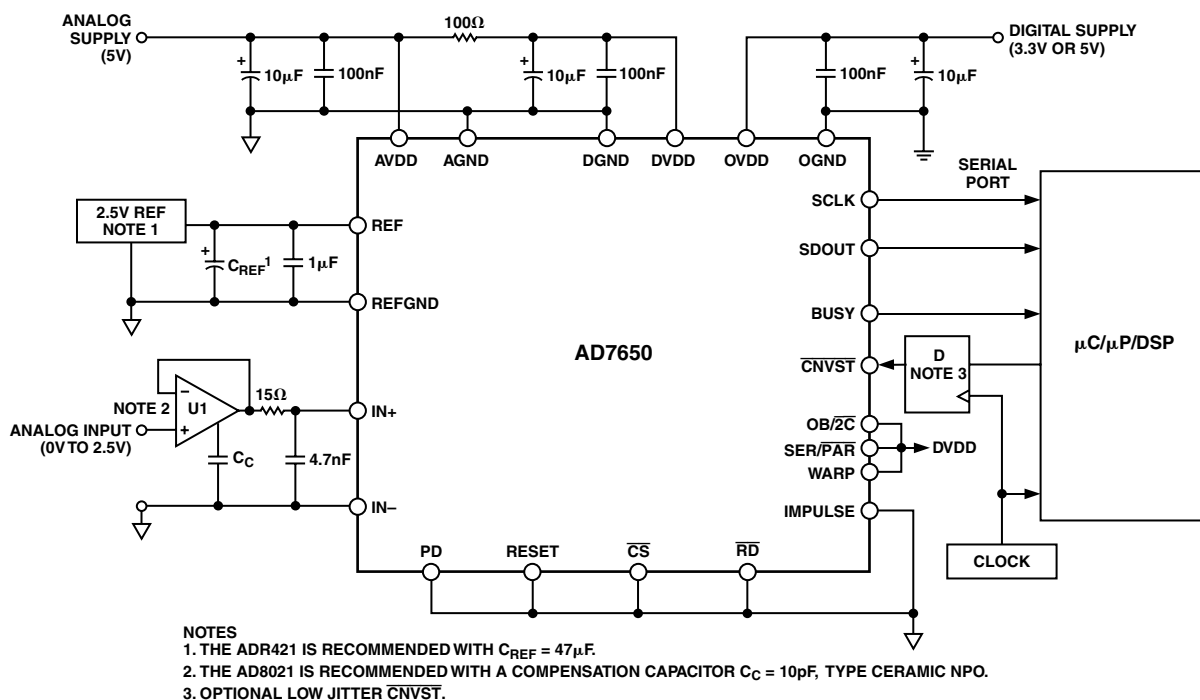 ANALOG
SUPPLY
(5V)
100Ω
DIGITAL SUPPLY
(3.3V OR 5V)
+
10μF
100nF
+
10μF
100nF
100nF
+
10μF
AVDD
AGND
DGND
DVDD
OVDD
OGND
SERIAL
PORT
SCLK
2.5V REF
NOTE 1
REF
+
CREF1
1μF
SDOUT
REFGND
BUSY
AD7650
μC/μP/DSP
CNVST
D
NOTE 3
15Ω
NOTE 2
–
U1
+
IN+
ANALOG INPUT
(0V TO 2.5V)
OB/2C
SER/PAR
DVDD
WARP
CC
4.7nF
IN–
IMPULSE
PD
RESET
CS
RD
CLOCK
NOTES
1. THE ADR421 IS RECOMMENDED WITH CREF = 47μF.
2. THE AD8021 IS RECOMMENDED WITH A COMPENSATION CAPACITOR CC = 10pF, TYPE CERAMIC NPO.
3. OPTIONAL LOW JITTER CNVST.